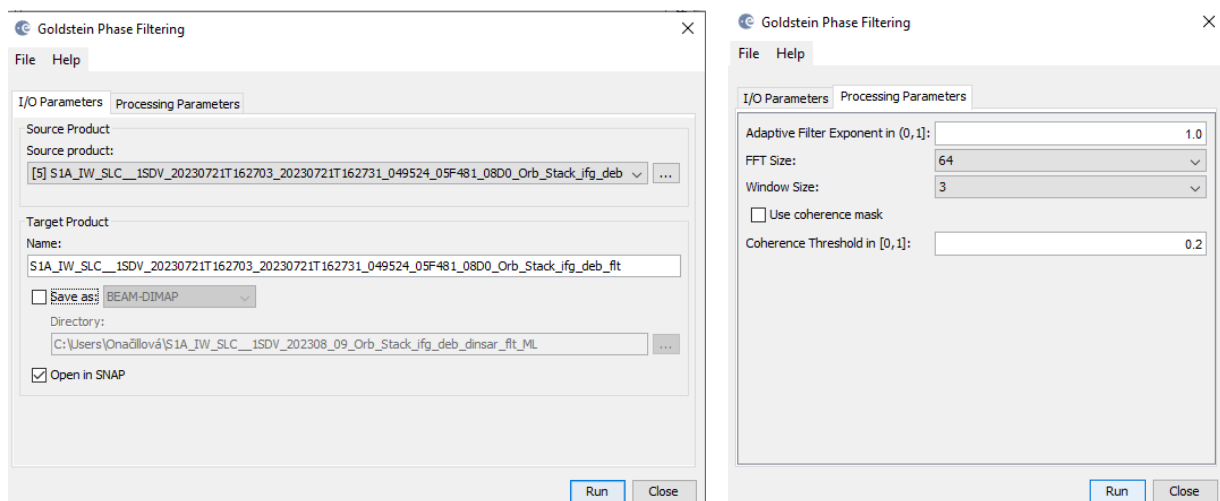 Goldstein Phase Filtering
File Help
I/O Parameters Processing Parameters
Source Product
Source product:
[5] S1A_IW_SLC__1SDV_20230721T162703_20230721T162731_049524_05F481_08D0_Orb_Stack_ifg_deb ...
Target Product
Name:
S1A_IW_SLC__1SDV_20230721T162703_20230721T162731_049524_05F481_08D0_Orb_Stack_ifg_deb_flt
Save as: BEAM-DIMAP
Directory:
C:\Users\Onačillová\S1A_IW_SLC__1SDV_202308_09_Orb_Stack_ifg_deb_dinsar_flt_ML ...
Open in SNAP
Run Close
Goldstein Phase Filtering
File Help
I/O Parameters Processing Parameters
Adaptive Filter Exponent in (0,1]: 1.0
FFT Size: 64
Window Size: 3
Use coherence mask
Coherence Threshold in [0,1]: 0.2
Run Close